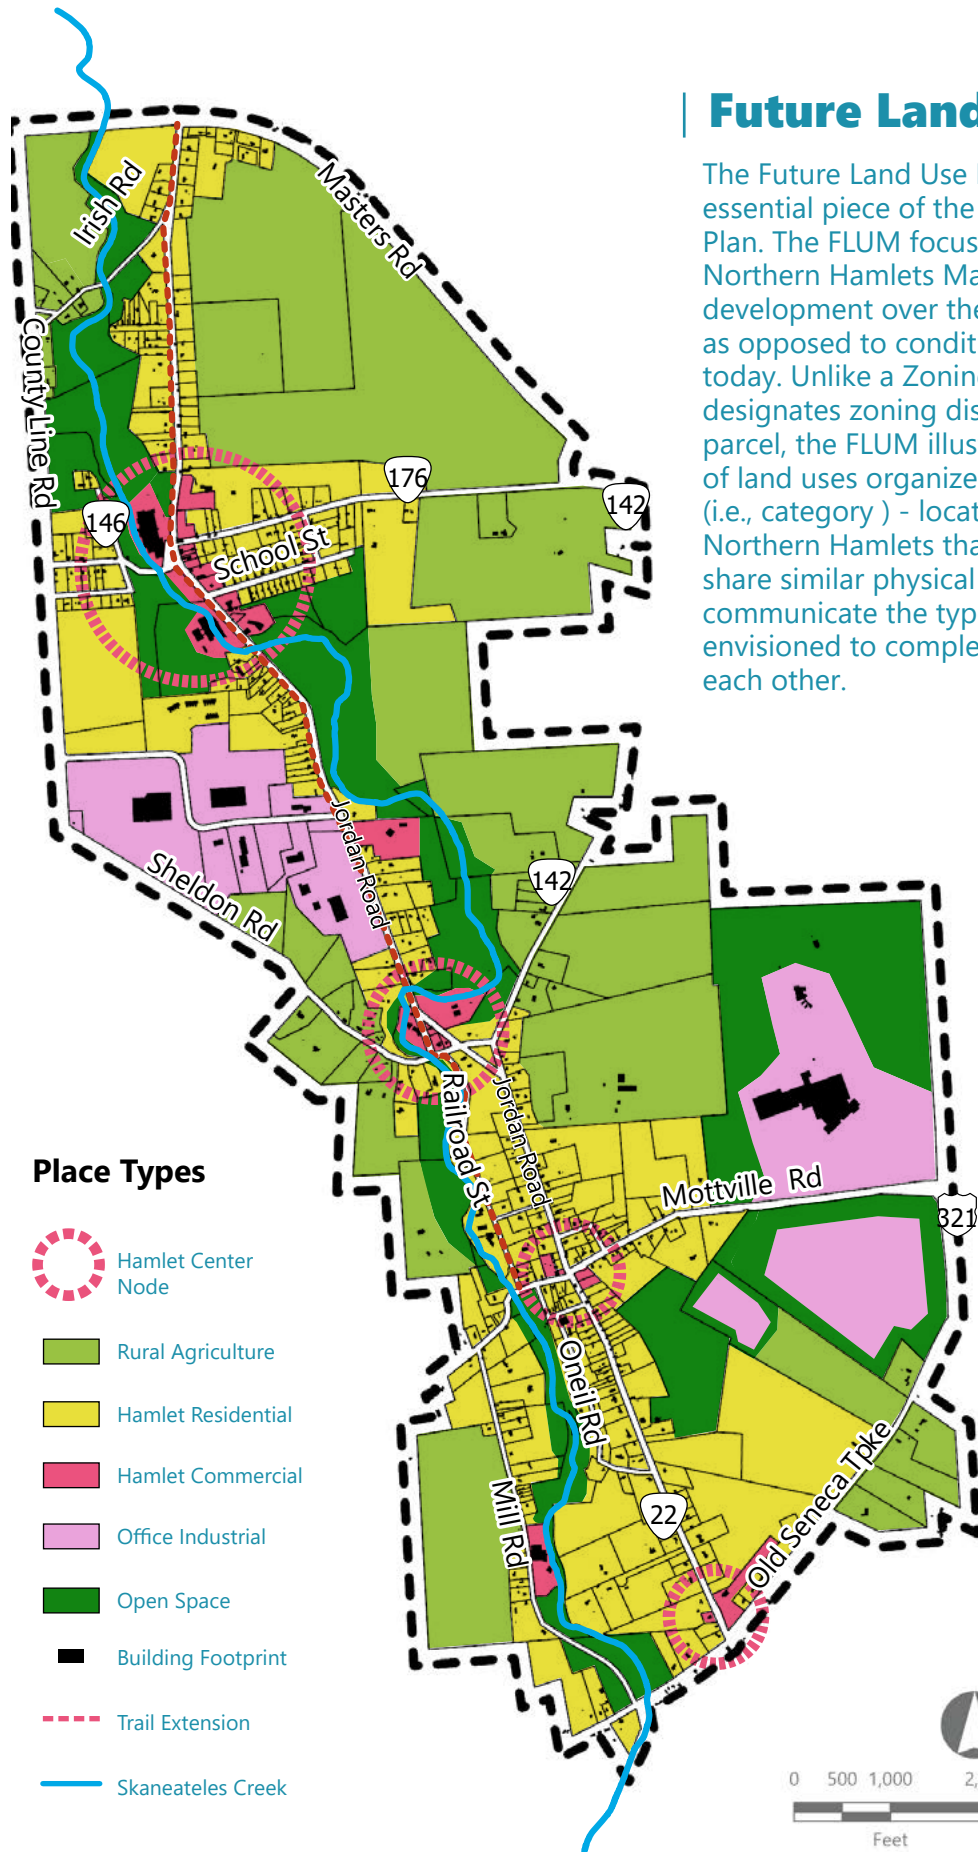 Future Land
The Future Land Use
essential piece of the
Plan. The FLUM focus
Northern Hamlets Ma
development over the
as opposed to condit
today. Unlike a Zoning
designates zoning dis
parcel, the FLUM illus
of land uses organize
(i.e., category ) - locat
Northern Hamlets tha
share similar physical
communicate the typ
envisioned to comple
each other.
Irish Rd
Masters Rd
County Line Rd
176
142
146
School St
Jordan Road
Sheldon Rd
142
Railroad St
Jordan Road
Mottville Rd
321
Oneil Rd
Mill Rd
22
Old Seneca Tpke
Place Types
Hamlet Center
Node
Rural Agriculture
Hamlet Residential
Hamlet Commercial
Office Industrial
Open Space
Building Footprint
Trail Extension
Skaneateles Creek
0 500 1,000 2,
Feet